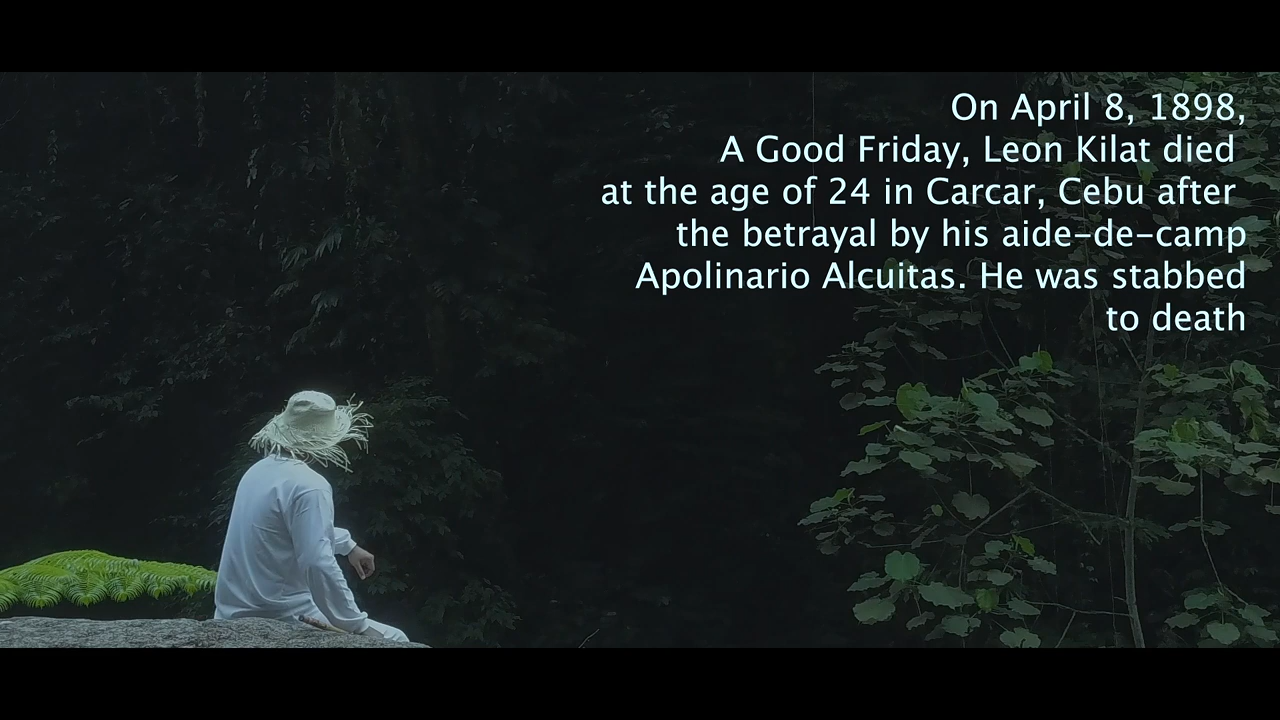 On April 8, 1898,
A Good Friday, Leon Kilat died
at the age of 24 in Carcar, Cebu after
the betrayal by his aide-de-camp
Apolinario Alcuitas. He was stabbed
to death